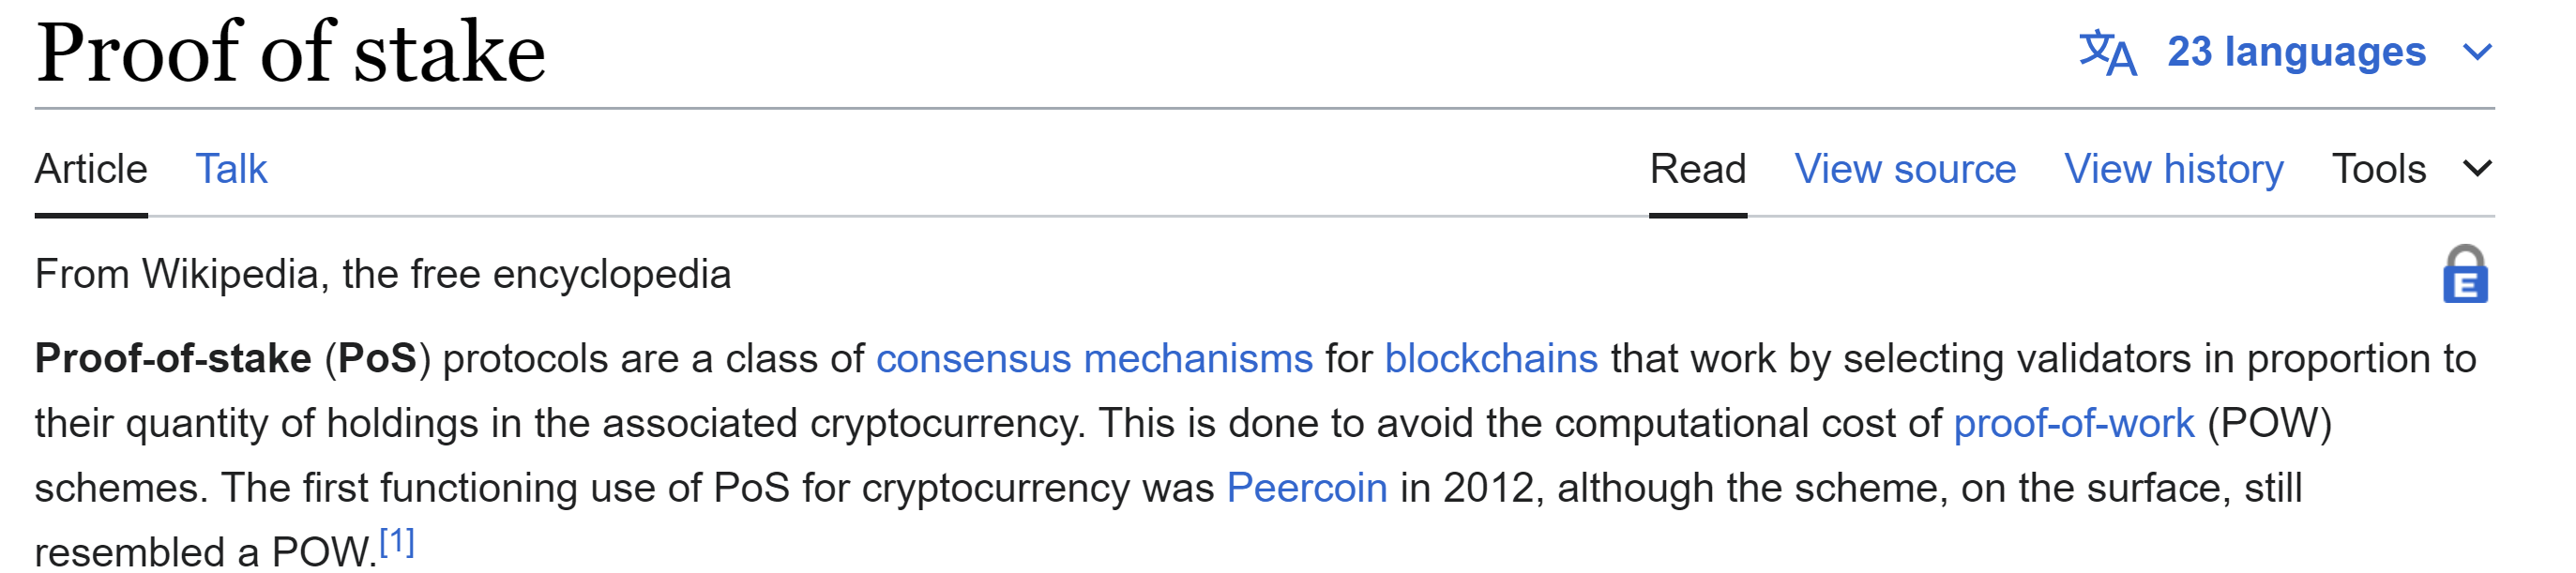 Proof of stake
文A 23 languages
Article Talk Read View source View history Tools
From Wikipedia, the free encyclopedia
E
Proof-of-stake (PoS) protocols are a class of consensus mechanisms for blockchains that work by selecting validators in proportion to
their quantity of holdings in the associated cryptocurrency. This is done to avoid the computational cost of proof-of-work (POW)
schemes. The first functioning use of PoS for cryptocurrency was Peercoin in 2012, although the scheme, on the surface, still
resembled a POW.[1]